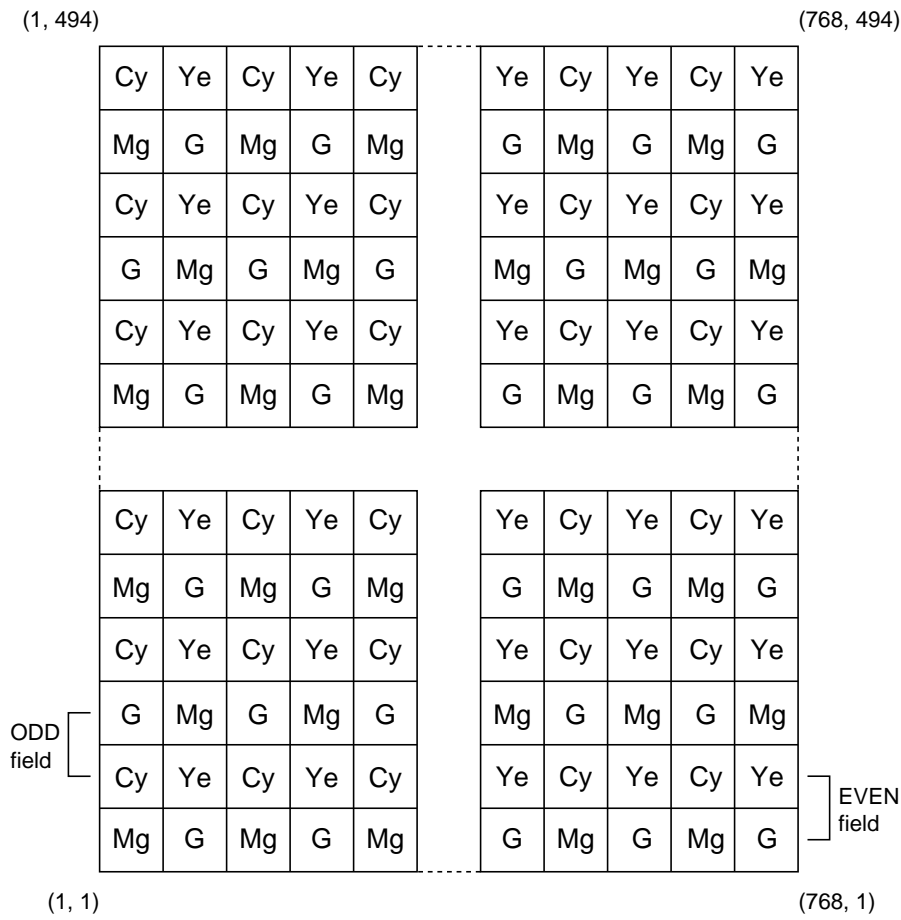 (1, 494) (768, 494)
Cy Ye Cy Ye Cy Ye Cy Ye Cy Ye
Mg G Mg G Mg G Mg G Mg G
Cy Ye Cy Ye Cy Ye Cy Ye Cy Ye
G Mg G Mg G Mg G Mg G Mg
Cy Ye Cy Ye Cy Ye Cy Ye Cy Ye
Mg G Mg G Mg G Mg G Mg G
Cy Ye Cy Ye Cy Ye Cy Ye Cy Ye
Mg G Mg G Mg G Mg G Mg G
Cy Ye Cy Ye Cy Ye Cy Ye Cy Ye
G Mg G Mg G Mg G Mg G Mg
ODD
field
Cy Ye Cy Ye Cy Ye Cy Ye Cy Ye
EVEN
field
Mg G Mg G Mg G Mg G Mg G
(1, 1) (768, 1)